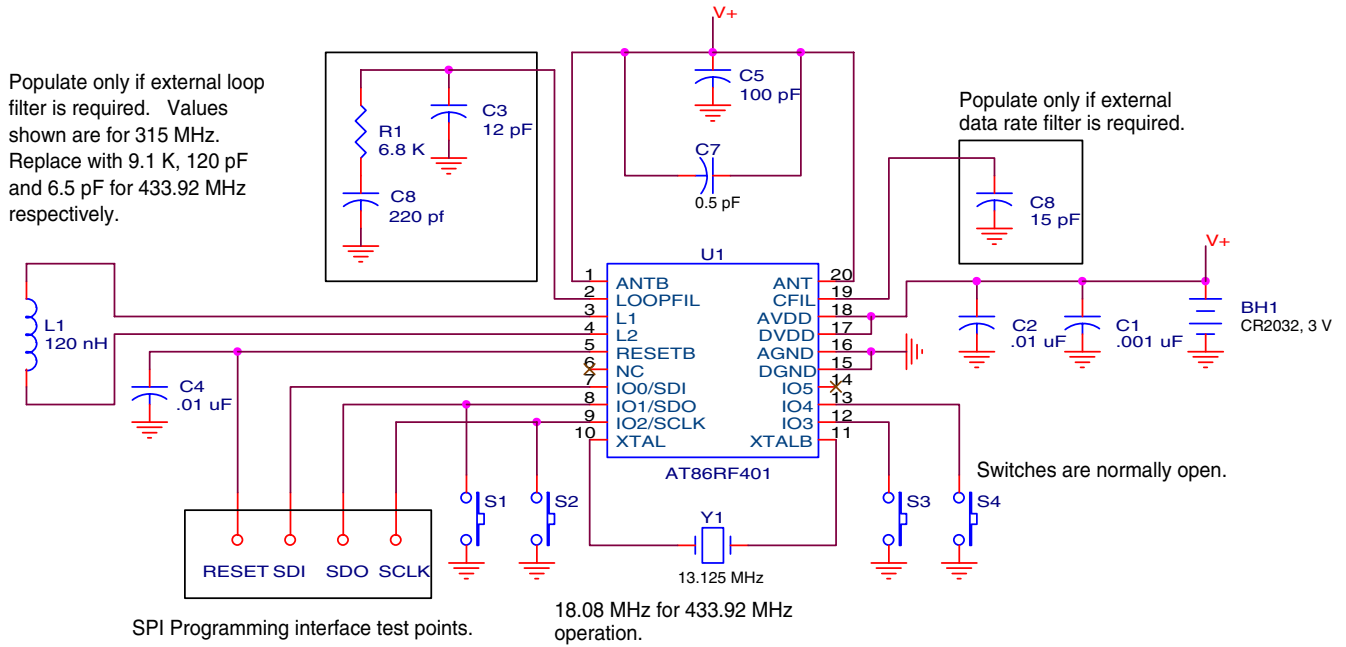 V+
Populate only if external loop
filter is required. Values
shown are for 315 MHz.
Replace with 9.1 K, 120 pF
and 6.5 pF for 433.92 MHz
respectively.
R1
6.8 K
C3
12 pF
C8
220 pf
C5
100 pF
C7
0.5 pF
Populate only if external
data rate filter is required.
C8
15 pF
V+
U1
1 ANTB
2 LOOPFIL
3 L1
4 L2
5 RESETB
6 NC
7 IO0/SDI
8 IO1/SDO
9 IO2/SCLK
10 XTAL
ANT 20
CFIL 19
AVDD 18
DVDD 17
AGND 16
DGND 15
IO5 14
IO4 13
IO3 12
XTALB 11
AT86RF401
L1
120 nH
C4
.01 uF
C2
.01 uF
C1
.001 uF
BH1
CR2032, 3 V
Switches are normally open.
S1
S2
S3
S4
Y1
13.125 MHz
RESET SDI SDO SCLK
SPI Programming interface test points.
18.08 MHz for 433.92 MHz
operation.